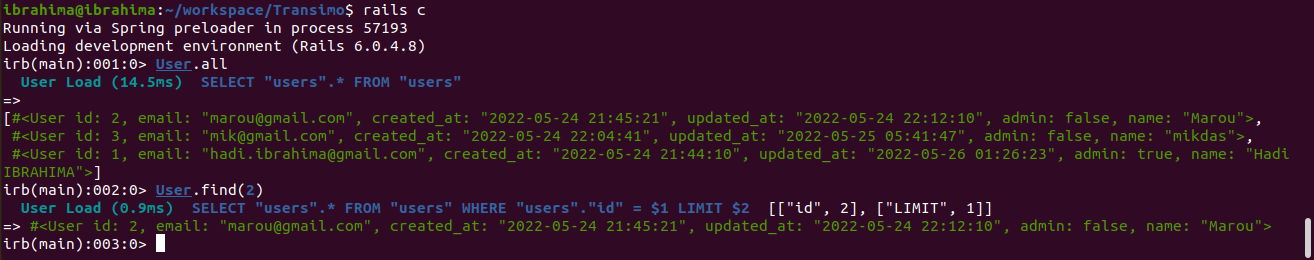 ibrahima@ibrahima:~/workspace/Transimo$ rails c
Running via Spring preloader in process 57193
Loading development environment (Rails 6.0.4.8)
irb(main):001:0> User.all
  User Load (14.5ms)  SELECT "users".* FROM "users"
=>
[#<User id: 2, email: "marou@gmail.com", created_at: "2022-05-24 21:45:21", updated_at: "2022-05-24 22:12:10", admin: false, name: "Marou">,
 #<User id: 3, email: "mik@gmail.com", created_at: "2022-05-24 22:04:41", updated_at: "2022-05-25 05:41:47", admin: false, name: "mikdas">,
 #<User id: 1, email: "hadi.ibrahima@gmail.com", created_at: "2022-05-24 21:44:10", updated_at: "2022-05-26 01:26:23", admin: true, name: "Hadi
IBRAHIMA">]
irb(main):002:0> User.find(2)
  User Load (0.9ms)  SELECT "users".* FROM "users" WHERE "users"."id" = $1 LIMIT $2  [["id", 2], ["LIMIT", 1]]
=> #<User id: 2, email: "marou@gmail.com", created_at: "2022-05-24 21:45:21", updated_at: "2022-05-24 22:12:10", admin: false, name: "Marou">
irb(main):003:0>